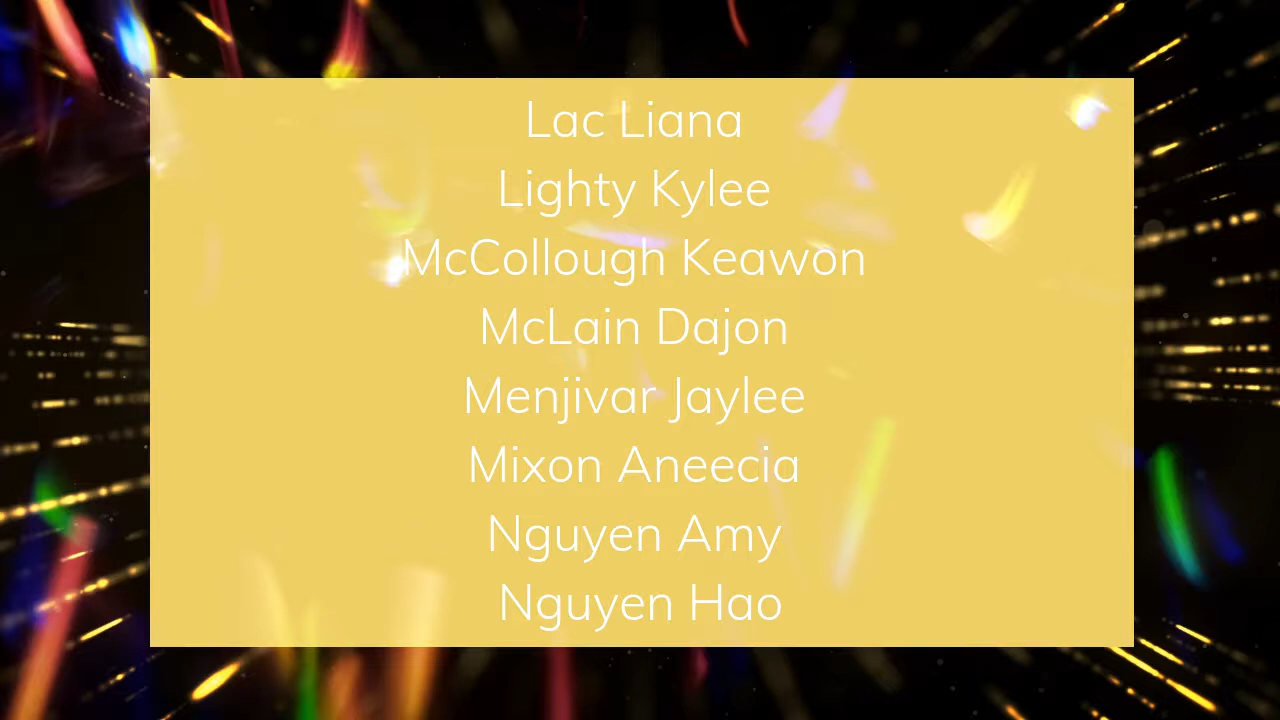 Lac Liana
Lighty Kylee
McCollough Keawon
McLain Dajon
Menjivar Jaylee
Mixon Aneecia
Nguyen Amy
Nguyen Hao